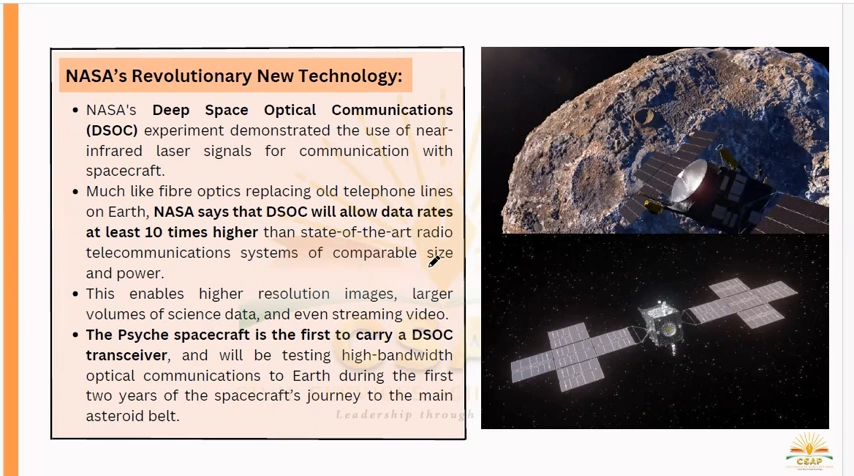 NASA's Revolutionary New Technology:
• NASA's Deep Space Optical Communications
(DSOC) experiment demonstrated the use of near-
infrared laser signals for communication with
spacecraft.
• Much like fibre optics replacing old telephone lines
on Earth, NASA says that DSOC will allow data rates
at least 10 times higher than state-of-the-art radio
telecommunications systems of comparable size
and power.
• This enables higher resolution images, larger
volumes of science data, and even streaming video.
• The Psyche spacecraft is the first to carry a DSOC
transceiver, and will be testing high-bandwidth
optical communications to Earth during the first
two years of the spacecraft's journey to the main
asteroid belt.
Leadership through
CSAP